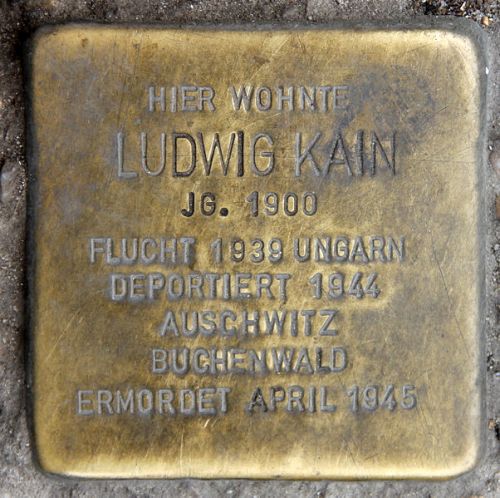 HIER WOHNTE
LUDWIG KAIN
JG. 1900
FLUCHT 1939 UNGARN
DEPORTIERT 1944
AUSCHWITZ
BUCHENWALD
ERMORDET APRIL 1945